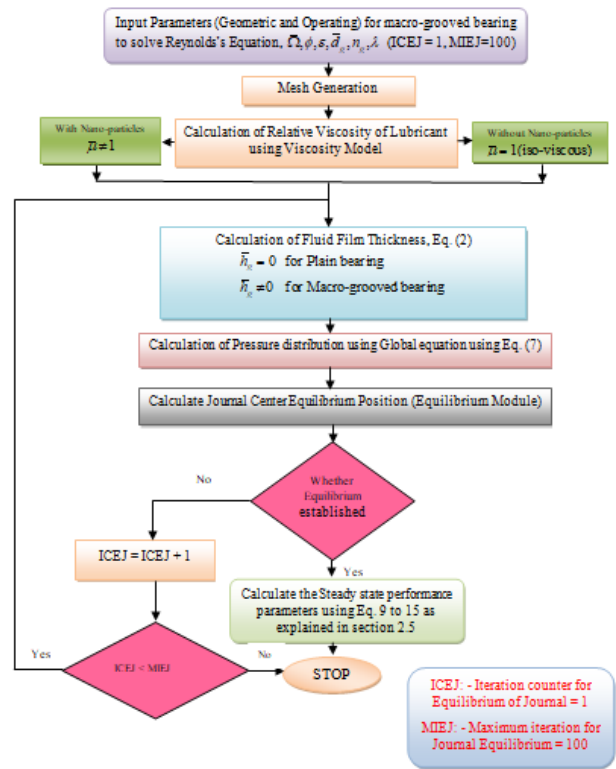 Input Parameters (Geometric and Operating) for macro-grooved bearing
to solve Reynolds's Equation, Ω̅, ϕ, ε, d̅_g, n_g, λ (ICEJ = 1, MIEJ=100)
Mesh Generation
With Nano-particles
n̅ ≠ 1
Calculation of Relative Viscosity of Lubricant
using Viscosity Model
Without Nano-particles
n̅ = 1(iso-viscous)
Calculation of Fluid Film Thickness, Eq. (2)
h̅_g = 0 for Plain bearing
h̅_g ≠ 0 for Macro-grooved bearing
Calculation of Pressure distribution using Global equation using Eq. (7)
Calculate Journal Center Equilibrium Position (Equilibrium Module)
Whether
Equilibrium
established
No
ICEJ = ICEJ + 1
Yes
Calculate the Steady state performance
parameters using Eq. 9 to 15 as
explained in section 2.5
Yes
ICEJ < MIEJ
No
STOP
ICEJ: - Iteration counter for
Equilibrium of Journal = 1
MIEJ: - Maximum iteration for
Journal Equilibrium = 100